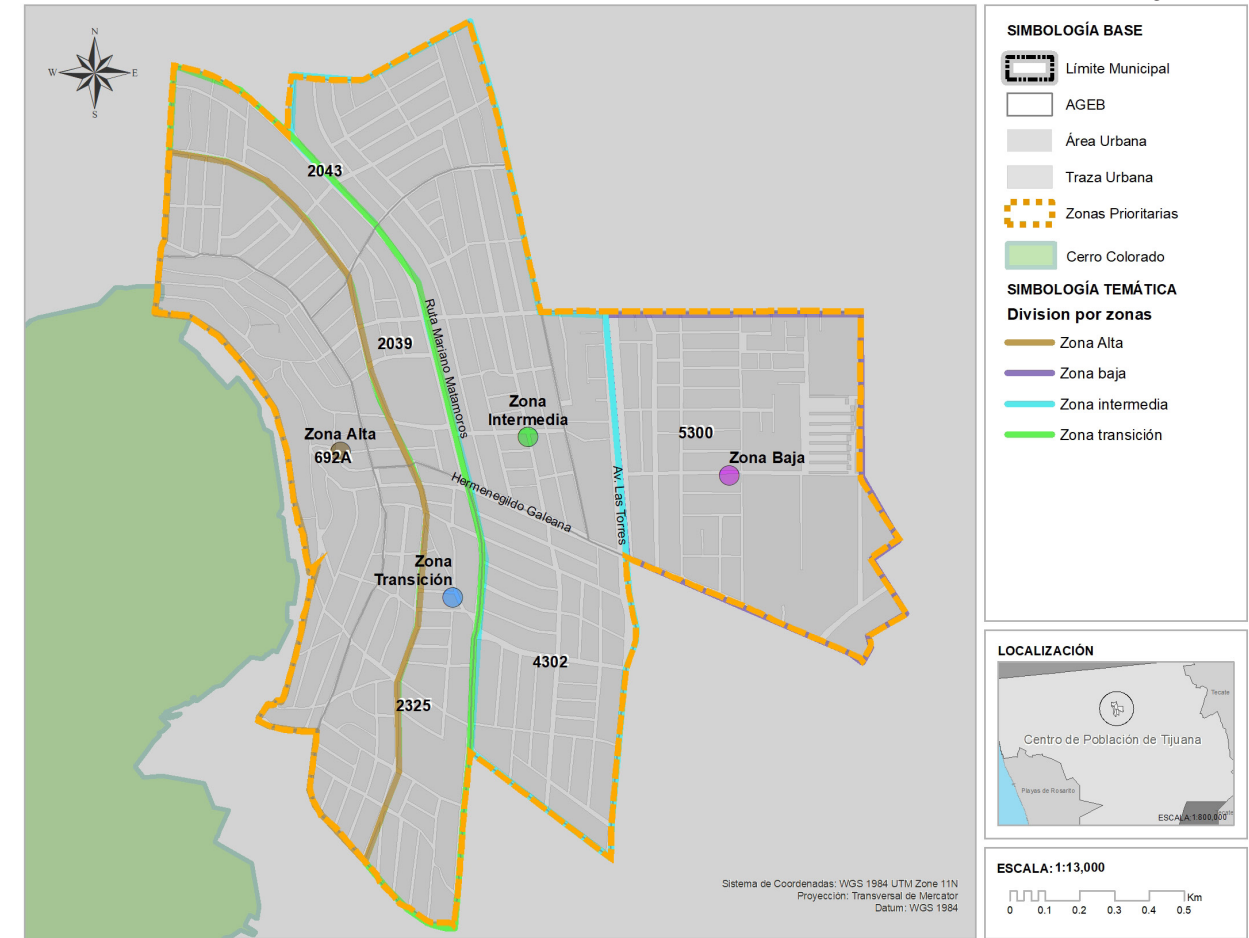 N
W
E
S
2043
2039
Ruta Mariano Matamoros
Zona
Intermedia
Zona Alta
692A
5300
Zona Baja
Hermenegildo Galeana
Av. Las Torres
Zona
Transición
4302
2325
Sistema de Coordenadas: WGS 1984 UTM Zone 11N
Proyección: Transversal de Mercator
Datum: WGS 1984
SIMBOLOGÍA BASE
Límite Municipal
AGEB
Área Urbana
Traza Urbana
Zonas Prioritarias
Cerro Colorado
SIMBOLOGÍA TEMÁTICA
Division por zonas
Zona Alta
Zona baja
Zona intermedia
Zona transición
LOCALIZACIÓN
Tecate
Centro de Población de Tijuana
Playas de Rosarito
Tecate
ESCALA:1:800,000
ESCALA: 1:13,000
Km
0 0.1 0.2 0.3 0.4 0.5